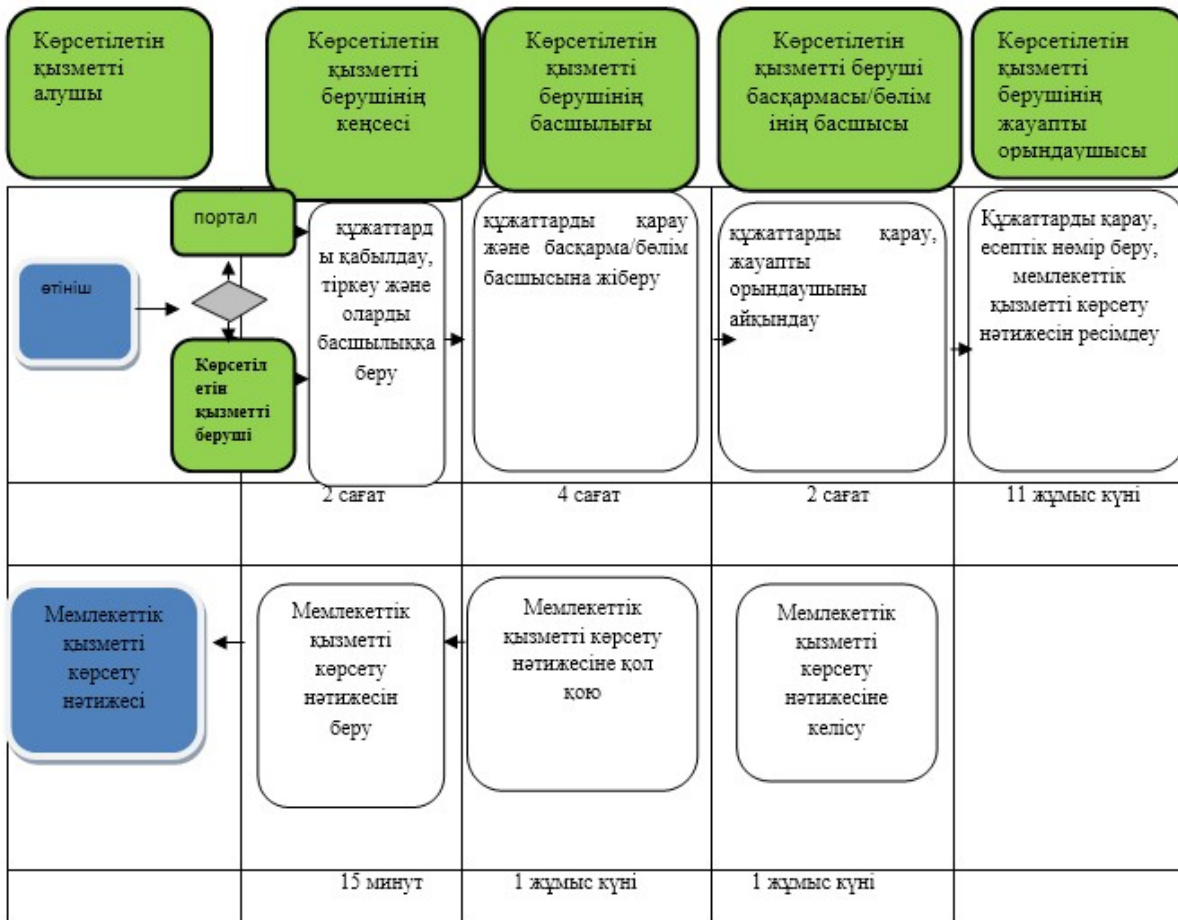 Көрсетілетін
қызметті
алушы
Көрсетілетін
қызметті
берушінің
кеңсесі
Көрсетілетін
қызметті
берушінің
басшылығы
Көрсетілетін
қызметті беруші
басқармасы/бөлім
інің басшысы
Көрсетілетін
қызметті
берушінің
жауапты
орындаушысы
өтініш
портал
Көрсетіл
етін
қызметті
беруші
құжаттард
ы қабылдау,
тіркеу және
оларды
басшылыққа
беру
құжаттарды қарау
және басқарма/бөлім
басшысына жіберу
құжаттарды қарау,
жауапты
орындаушыны
айқындау
Құжаттарды қарау,
есептік нөмір беру,
мемлекеттік
қызметті көрсету
нәтижесін ресімдеу
2 сағат
4 сағат
2 сағат
11 жұмыс күні
Мемлекеттік
қызметті
көрсету
нәтижесі
Мемлекеттік
қызметті
көрсету
нәтижесін
беру
Мемлекеттік
қызметті көрсету
нәтижесіне қол
қою
Мемлекеттік
қызметті
көрсету
нәтижесіне
келісу
15 минут
1 жұмыс күні
1 жұмыс күні